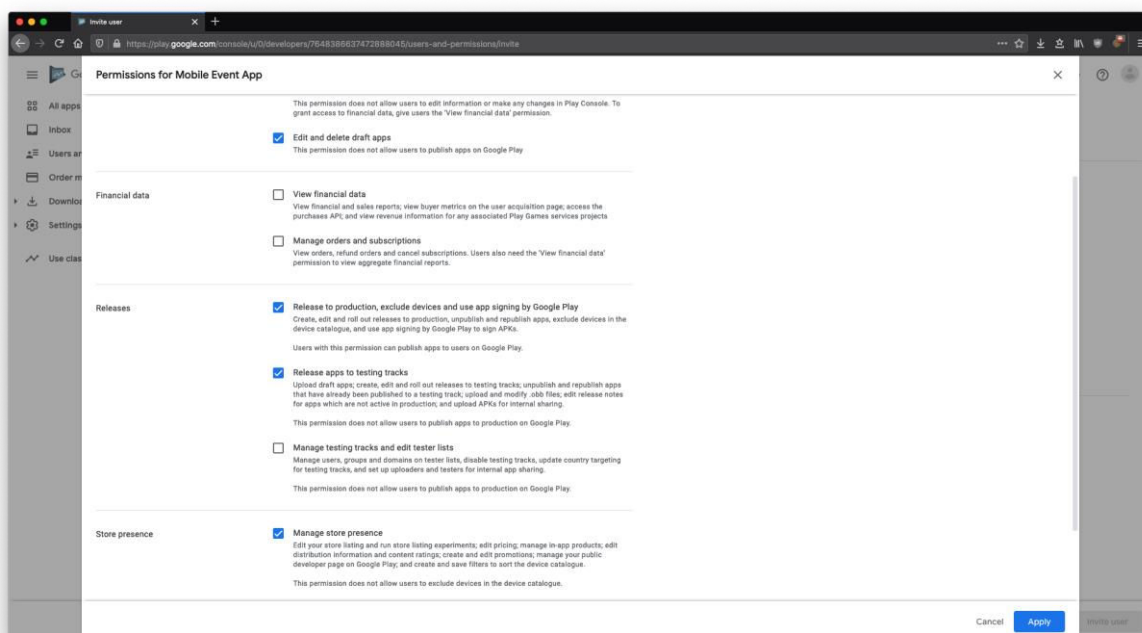 Invite user
https://play.google.com/console/u/0/developers/7648386637472888045/users-and-permissions/invite
Permissions for Mobile Event App
All apps
This permission does not allow users to edit information or make any changes in Play Console. To
grant access to financial data, give users the 'View financial data' permission.
Inbox
Edit and delete draft apps
This permission does not allow users to publish apps on Google Play
Users
Order
Financial data
View financial data
View financial and sales reports; view buyer metrics on the user acquisition page; access the
purchases API; and view revenue information for any associated Play Games services projects
Settings
Manage orders and subscriptions
View orders, refund orders and cancel subscriptions. Users also need the 'View financial data'
permission to view aggregate financial reports.
Use clas
Releases
Release to production, exclude devices and use app signing by Google Play
Create, edit and roll out releases to production, unpublish and republish apps, exclude devices in the
device catalogue, and use app signing by Google Play to sign APKs.
Users with this permission can publish apps to users on Google Play.
Release apps to testing tracks
Upload draft apps; create, edit and roll out releases to testing tracks; unpublish and republish apps
that have already been published to a testing track; upload and modify .obb files; edit release notes
for apps which are not active in production; and upload APKs for internal sharing.
This permission does not allow users to publish apps to production on Google Play.
Manage testing tracks and edit tester lists
Manage users, groups and domains on tester lists, disable testing tracks, update country targeting
for testing tracks, and set up uploaders and testers for internal app sharing.
This permission does not allow users to publish apps to production on Google Play.
Store presence
Manage store presence
Edit your store listing and run store listing experiments; edit pricing; manage in-app products; edit
distribution information and content ratings; create and edit promotions; manage your public
developer page on Google Play; and create and save filters to sort the device catalogue.
This permission does not allow users to exclude devices in the device catalogue.
Cancel
Apply
Invite user